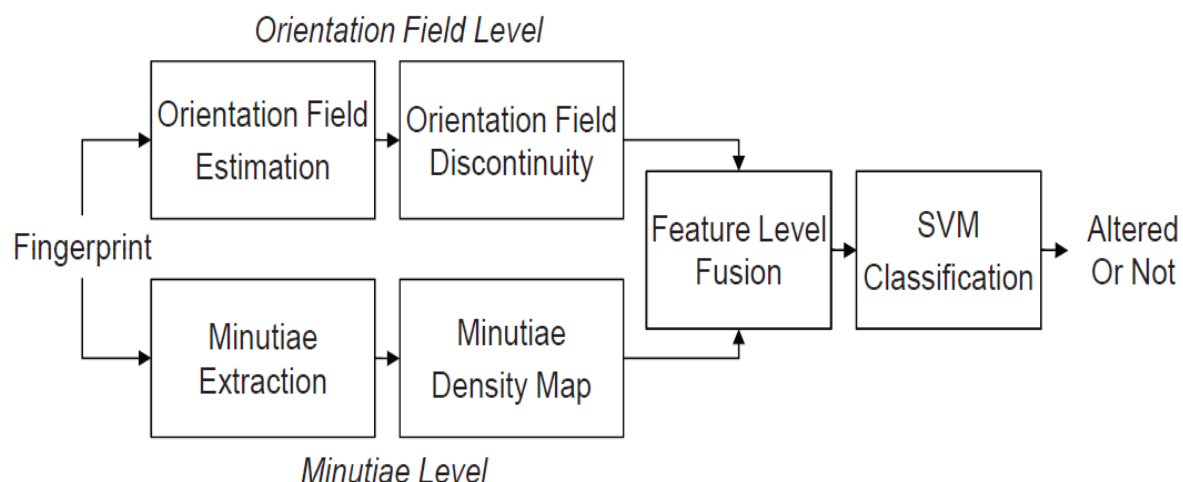 Orientation Field Level
Orientation Field
Estimation
Orientation Field
Discontinuity
Fingerprint
Minutiae
Extraction
Minutiae
Density Map
Minutiae Level
Feature Level
Fusion
SVM
Classification
Altered
Or Not